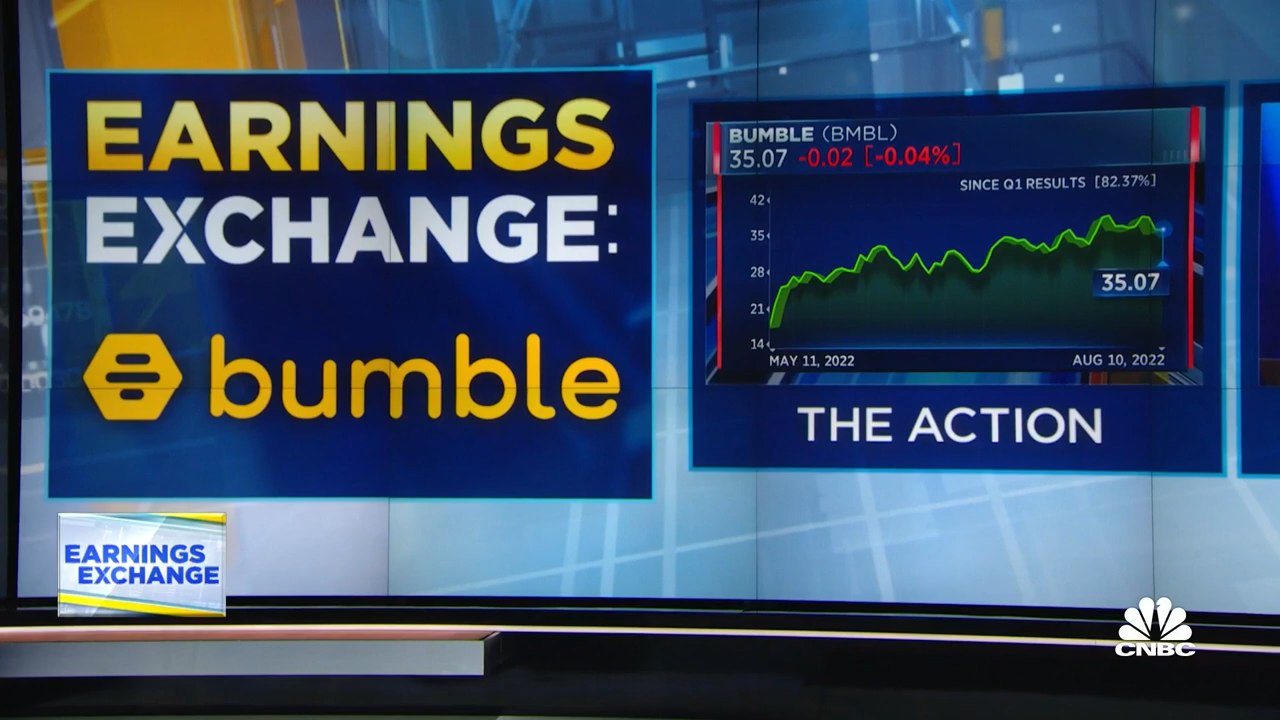 EARNINGS
EXCHANGE:
bumble
BUMBLE (BMBL)
35.07 -0.02 [-0.04%]
SINCE Q1 RESULTS [82.37%]
42
35
28
21
14
35.07
MAY 11, 2022
AUG 10, 2022
THE ACTION
EARNINGS
EXCHANGE
CNBC